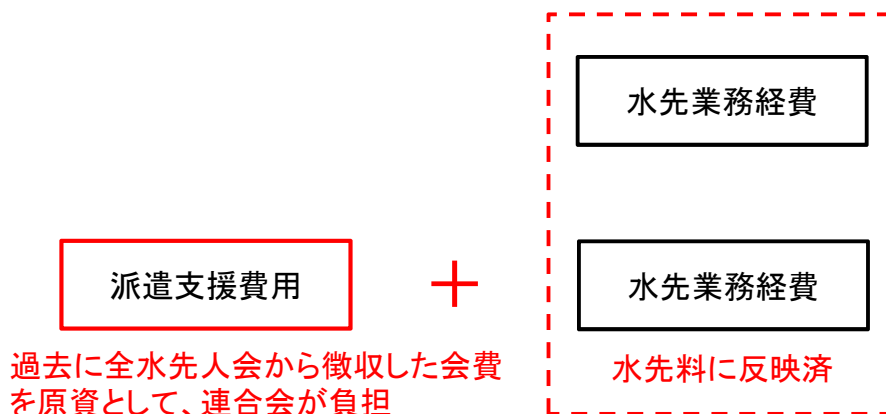 水先業務経費
派遣支援費用
＋
水先業務経費
過去に全水先人会から徴収した会費
を原資として、連合会が負担
水先料に反映済